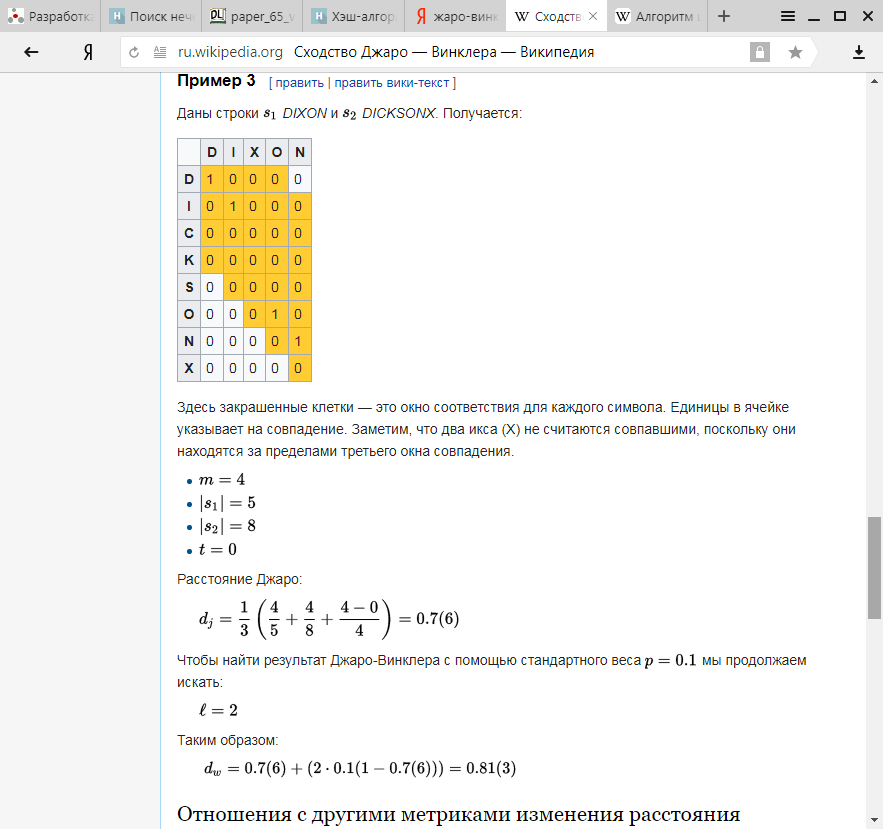 Разработка
Поиск неч
paper_65_v
Хэш-алгор
жаро-винк
Сходств
Алгоритм
ru.wikipedia.org Сходство Джаро — Винклера — Википедия
Пример 3 [ править | править вики-текст ]
Даны строки s₁ DIXON и s₂ DICKSONX. Получается:
D I X O N
D 1 0 0 0 0
I 0 1 0 0 0
C 0 0 0 0 0
K 0 0 0 0 0
S 0 0 0 0 0
O 0 0 0 1 0
N 0 0 0 0 1
X 0 0 0 0 0
Здесь закрашенные клетки — это окно соответствия для каждого символа. Единицы в ячейке
указывает на совпадение. Заметим, что два икса (X) не считаются совпавшими, поскольку они
находятся за пределами третьего окна совпадения.
m = 4
|s₁| = 5
|s₂| = 8
t = 0
Расстояние Джаро:
dⱼ = 1/3 (4/5 + 4/8 + (4 − 0)/4) = 0.7(6)
Чтобы найти результат Джаро-Винклера с помощью стандартного веса p = 0.1 мы продолжаем
искать:
ℓ = 2
Таким образом:
d_w = 0.7(6) + (2 · 0.1(1 − 0.7(6))) = 0.81(3)
Отношения с другими метриками изменения расстояния